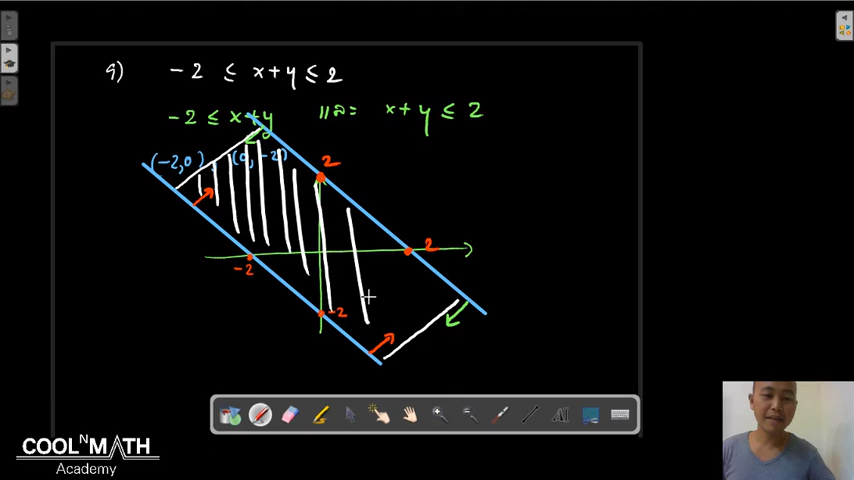 9) -2 ≤ x+y ≤ 2
-2 ≤ x+y และ x+y ≤ 2
(-2,0) (0,-2)
2
2
-2
-2
AI
COOL N MATH
Academy